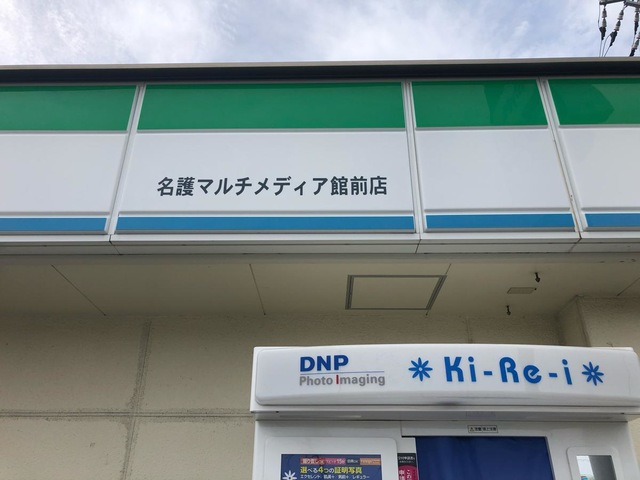 名護マルチメディア館前店
DNP
Photo Imaging
Ki-Re-i
選べる4つの証明写真